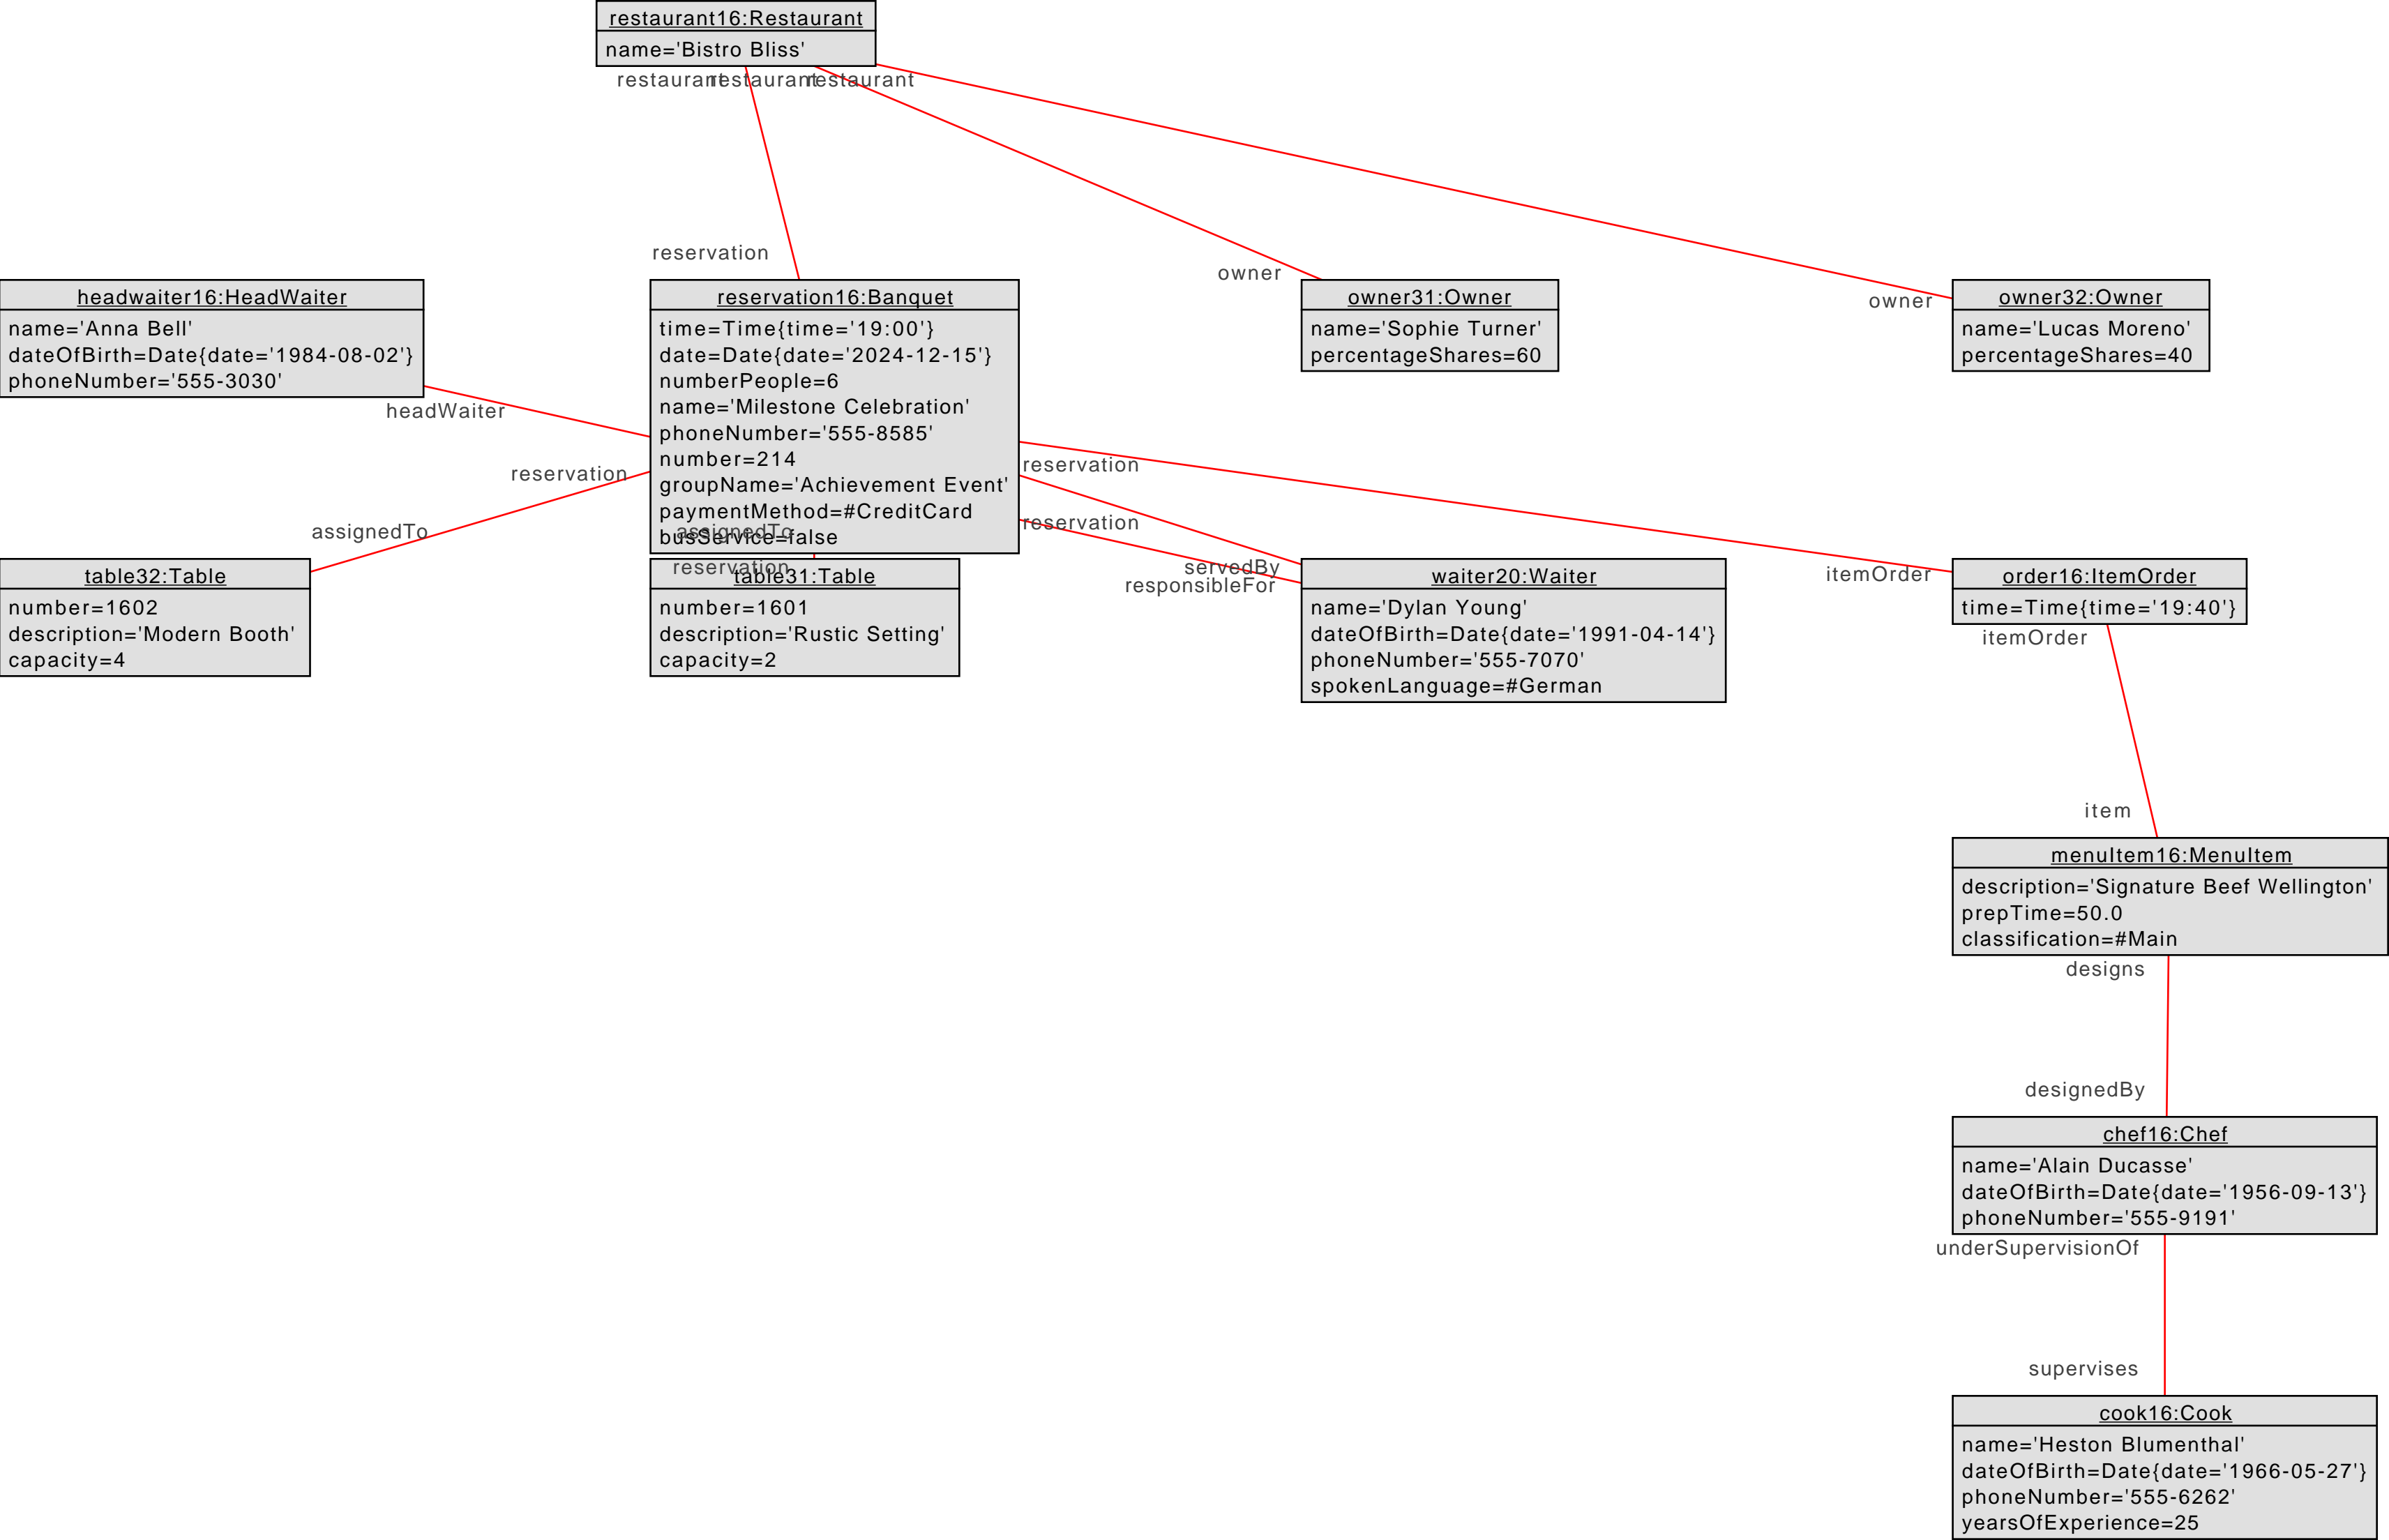 restaurant16:Restaurant
name='Bistro Bliss'
restaurant
restaurant
restaurant
reservation
owner
owner
headwaiter16:HeadWaiter
name='Anna Bell'
dateOfBirth=Date{date='1984-08-02'}
phoneNumber='555-3030'
headWaiter
reservation16:Banquet
time=Time{time='19:00'}
date=Date{date='2024-12-15'}
numberPeople=6
name='Milestone Celebration'
phoneNumber='555-8585'
number=214
groupName='Achievement Event'
paymentMethod=#CreditCard
busService=false
owner31:Owner
name='Sophie Turner'
percentageShares=60
owner32:Owner
name='Lucas Moreno'
percentageShares=40
reservation
assignedTo
assignedTo
reservation
reservation
reservation
servedBy
responsibleFor
itemOrder
table32:Table
number=1602
description='Modern Booth'
capacity=4
table31:Table
number=1601
description='Rustic Setting'
capacity=2
waiter20:Waiter
name='Dylan Young'
dateOfBirth=Date{date='1991-04-14'}
phoneNumber='555-7070'
spokenLanguage=#German
order16:ItemOrder
time=Time{time='19:40'}
itemOrder
item
menuItem16:MenuItem
description='Signature Beef Wellington'
prepTime=50.0
classification=#Main
designs
designedBy
chef16:Chef
name='Alain Ducasse'
dateOfBirth=Date{date='1956-09-13'}
phoneNumber='555-9191'
underSupervisionOf
supervises
cook16:Cook
name='Heston Blumenthal'
dateOfBirth=Date{date='1966-05-27'}
phoneNumber='555-6262'
yearsOfExperience=25